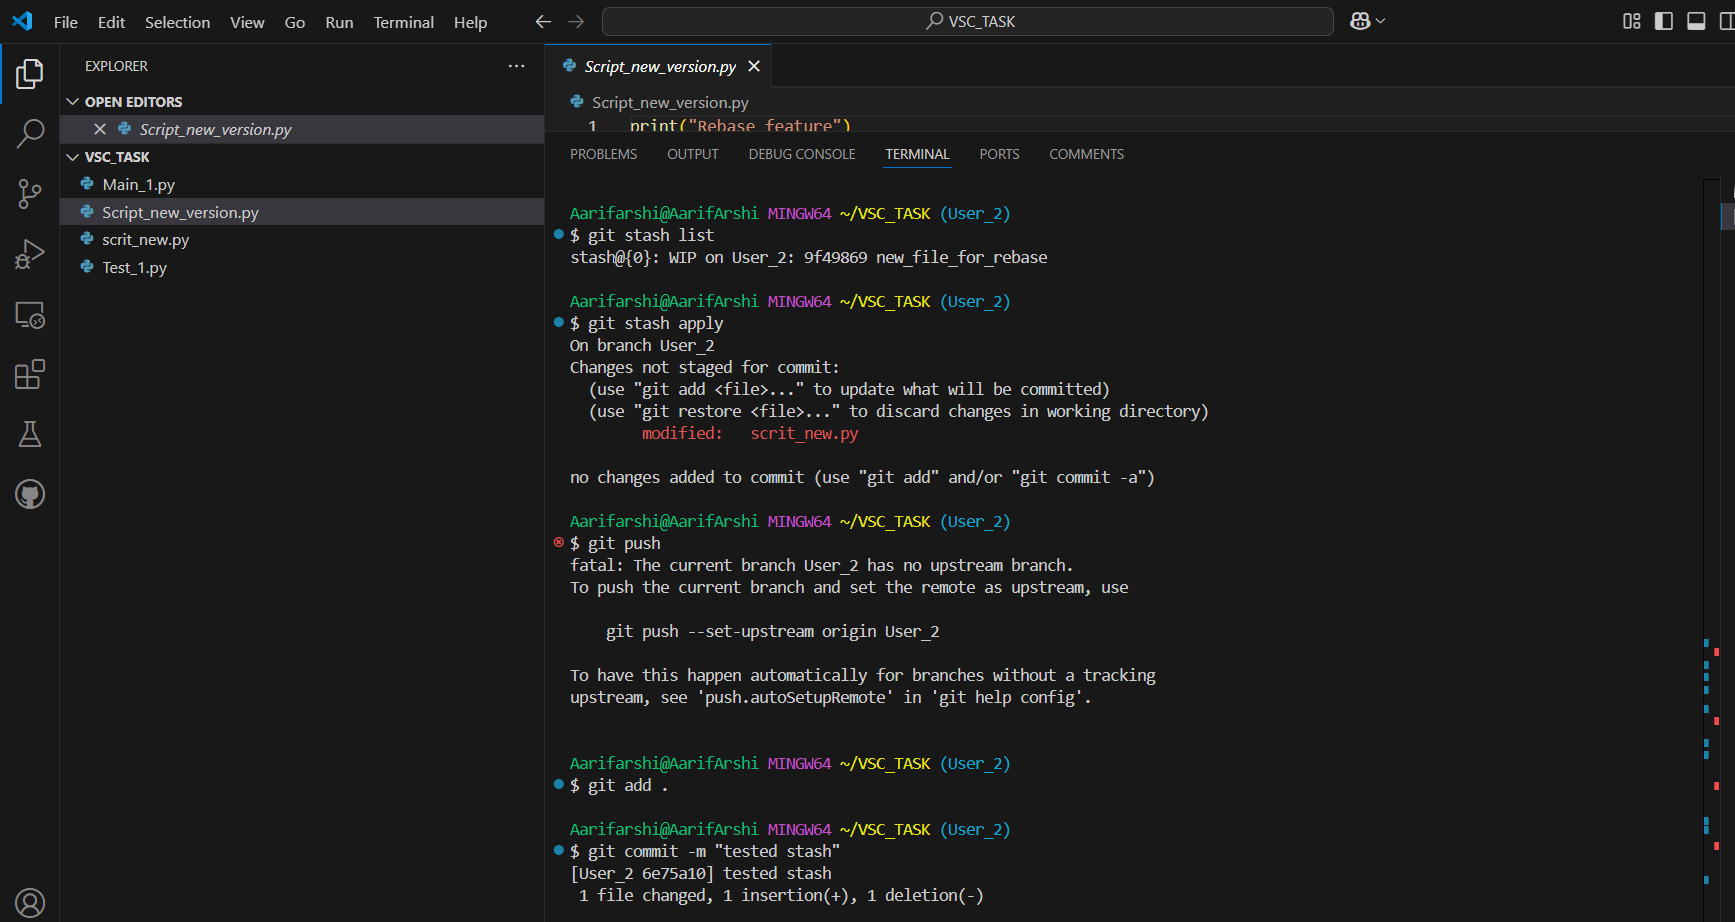 File Edit Selection View Go Run Terminal Help
VSC_TASK
EXPLORER
OPEN EDITORS
Script_new_version.py
VSC_TASK
Main_1.py
Script_new_version.py
scrit_new.py
Test_1.py
Script_new_version.py
Script_new_version.py
1 print("Rebase feature")
PROBLEMS OUTPUT DEBUG CONSOLE TERMINAL PORTS COMMENTS
Aarifarshi@AarifArshi MINGW64 ~/VSC_TASK (User_2)
$ git stash list
stash@{0}: WIP on User_2: 9f49869 new_file_for_rebase
Aarifarshi@AarifArshi MINGW64 ~/VSC_TASK (User_2)
$ git stash apply
On branch User_2
Changes not staged for commit:
  (use "git add <file>..." to update what will be committed)
  (use "git restore <file>..." to discard changes in working directory)
        modified:   scrit_new.py
no changes added to commit (use "git add" and/or "git commit -a")
Aarifarshi@AarifArshi MINGW64 ~/VSC_TASK (User_2)
$ git push
fatal: The current branch User_2 has no upstream branch.
To push the current branch and set the remote as upstream, use
    git push --set-upstream origin User_2
To have this happen automatically for branches without a tracking
upstream, see 'push.autoSetupRemote' in 'git help config'.
Aarifarshi@AarifArshi MINGW64 ~/VSC_TASK (User_2)
$ git add .
Aarifarshi@AarifArshi MINGW64 ~/VSC_TASK (User_2)
$ git commit -m "tested stash"
[User_2 6e75a10] tested stash
 1 file changed, 1 insertion(+), 1 deletion(-)